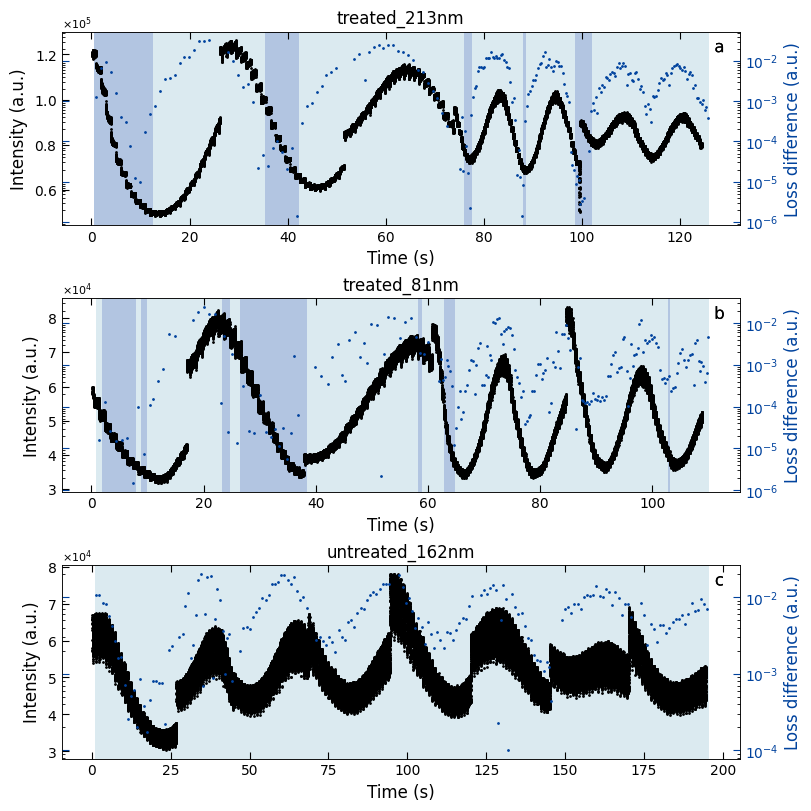 treated_213nm
×10⁵
a
1.2
1.0
0.8
0.6
Intensity (a.u.)
10⁻²
10⁻³
10⁻⁴
10⁻⁵
10⁻⁶
Loss difference (a.u.)
0 20 40 60 80 100 120
Time (s)
treated_81nm
×10⁴
b
8
7
6
5
4
3
Intensity (a.u.)
10⁻²
10⁻³
10⁻⁴
10⁻⁵
10⁻⁶
Loss difference (a.u.)
0 20 40 60 80 100
Time (s)
untreated_162nm
×10⁴
c
8
7
6
5
4
3
Intensity (a.u.)
10⁻²
10⁻³
10⁻⁴
Loss difference (a.u.)
0 25 50 75 100 125 150 175 200
Time (s)